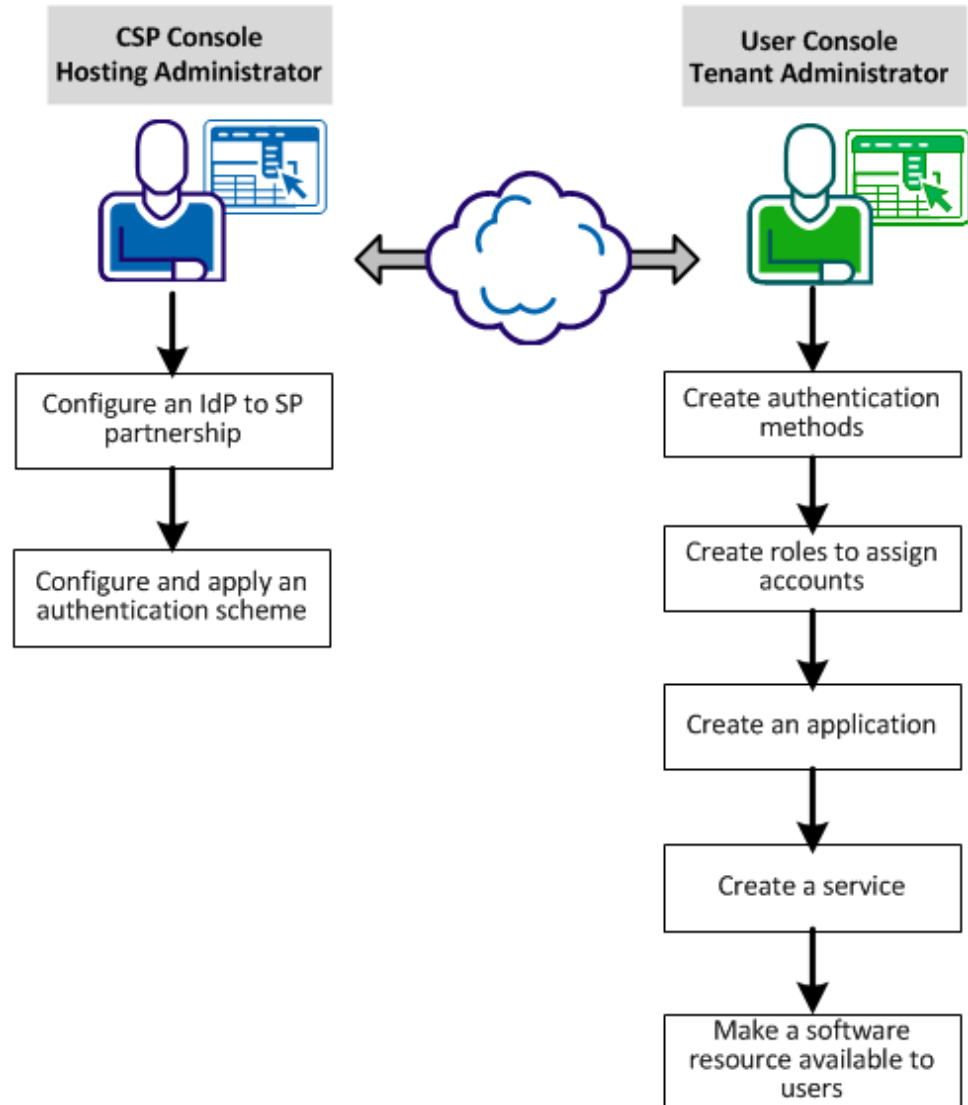 CSP Console
Hosting Administrator
User Console
Tenant Administrator
Configure an IdP to SP
partnership
Configure and apply an
authentication scheme
Create authentication
methods
Create roles to assign
accounts
Create an application
Create a service
Make a software
resource available to
users